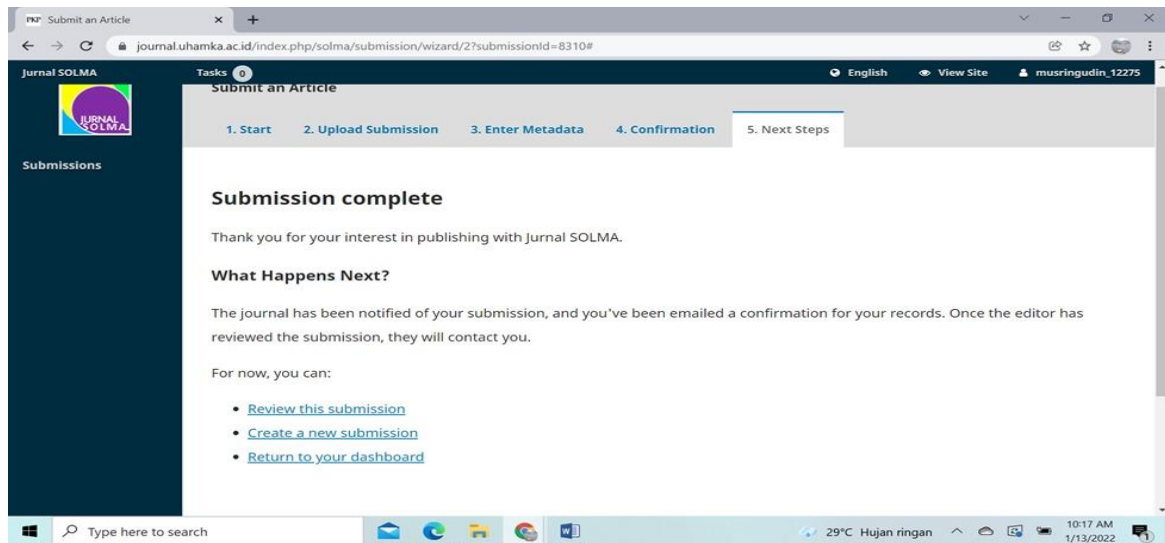 PKP Submit an Article
journal.uhamka.ac.id/index.php/solma/submission/wizard/2?submissionId=8310#
Jurnal SOLMA Tasks 0 English View Site musringudin_12275
JURNAL
SOLMA
Submit an Article
1. Start 2. Upload Submission 3. Enter Metadata 4. Confirmation 5. Next Steps
Submissions
Submission complete
Thank you for your interest in publishing with Jurnal SOLMA.
What Happens Next?
The journal has been notified of your submission, and you've been emailed a confirmation for your records. Once the editor has
reviewed the submission, they will contact you.
For now, you can:
Review this submission
Create a new submission
Return to your dashboard
Type here to search 29°C Hujan ringan 10:17 AM
1/13/2022